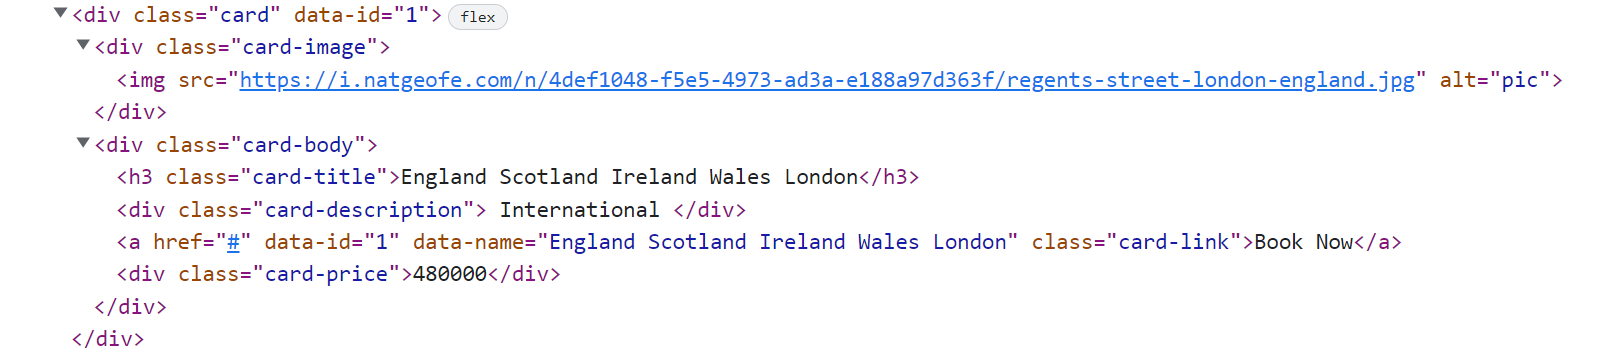 <div class="card" data-id="1"> flex
<div class="card-image">
<img src="https://i.natgeofe.com/n/4def1048-f5e5-4973-ad3a-e188a97d363f/regents-street-london-england.jpg" alt="pic">
</div>
<div class="card-body">
<h3 class="card-title">England Scotland Ireland Wales London</h3>
<div class="card-description"> International </div>
<a href="#" data-id="1" data-name="England Scotland Ireland Wales London" class="card-link">Book Now</a>
<div class="card-price">480000</div>
</div>
</div>